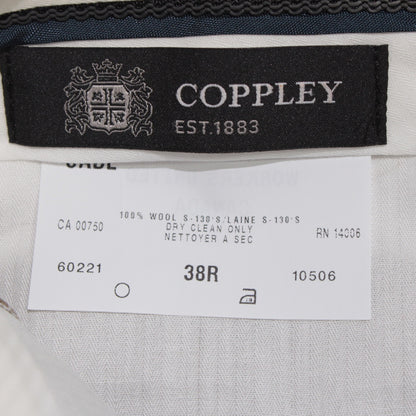 COPPLEY
EST.1883
100% WOOL S-130'S/LAINE S-130'S
CA 00750 DRY CLEAN ONLY RN 14006
NETTOYER A SEC
60221 38R 10506